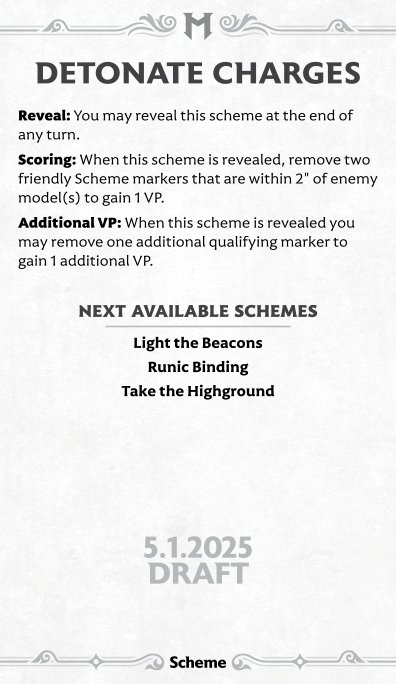 M
DETONATE CHARGES
Reveal: You may reveal this scheme at the end of
any turn.
Scoring: When this scheme is revealed, remove two
friendly Scheme markers that are within 2" of enemy
model(s) to gain 1 VP.
Additional VP: When this scheme is revealed you
may remove one additional qualifying marker to
gain 1 additional VP.
NEXT AVAILABLE SCHEMES
Light the Beacons
Runic Binding
Take the Highground
5.1.2025
DRAFT
Scheme